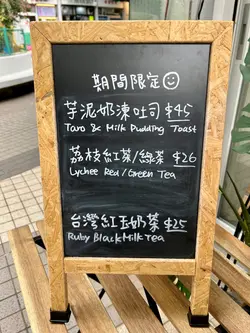 期間限定☺
芋泥奶凍吐司 $45
Taro & Milk Pudding Toast
荔枝紅茶/綠茶 $26
Lychee Red/Green Tea
台灣紅玉奶茶 $25
Ruby Black Milk Tea